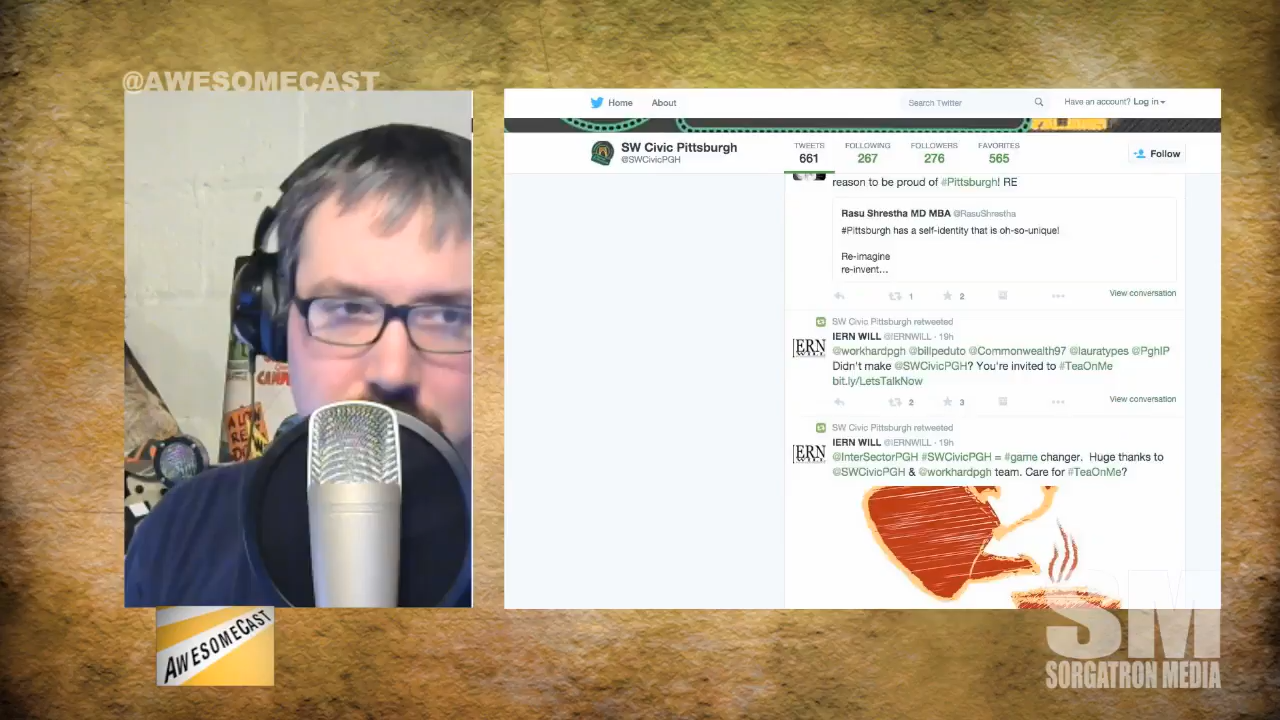 @AWESOMECAST
Home
About
Search Twitter
Have an account? Log in
SW Civic Pittsburgh
@SWCivicPGH
TWEETS
661
FOLLOWING
267
FOLLOWERS
276
FAVORITES
565
Follow
reason to be proud of #Pittsburgh! RE
Rasu Shrestha MD MBA @RasuShrestha
#Pittsburgh has a self-identity that is oh-so-unique!
Re-imagine
re-invent...
1
2
View conversation
SW Civic Pittsburgh retweeted
IERN WILL @IERNWILL · 19h
@workhardpgh @billpeduto @Commonwealth97 @lauratypes @PghIP
Didn't make @SWCivicPGH? You're invited to #TeaOnMe
bit.ly/LetsTalkNow
2
3
View conversation
SW Civic Pittsburgh retweeted
IERN WILL @IERNWILL · 19h
@InterSectorPGH #SWCivicPGH = #game changer. Huge thanks to
@SWCivicPGH & @workhardpgh team. Care for #TeaOnMe?
AWESOMECAST
SM
SORGATRON MEDIA